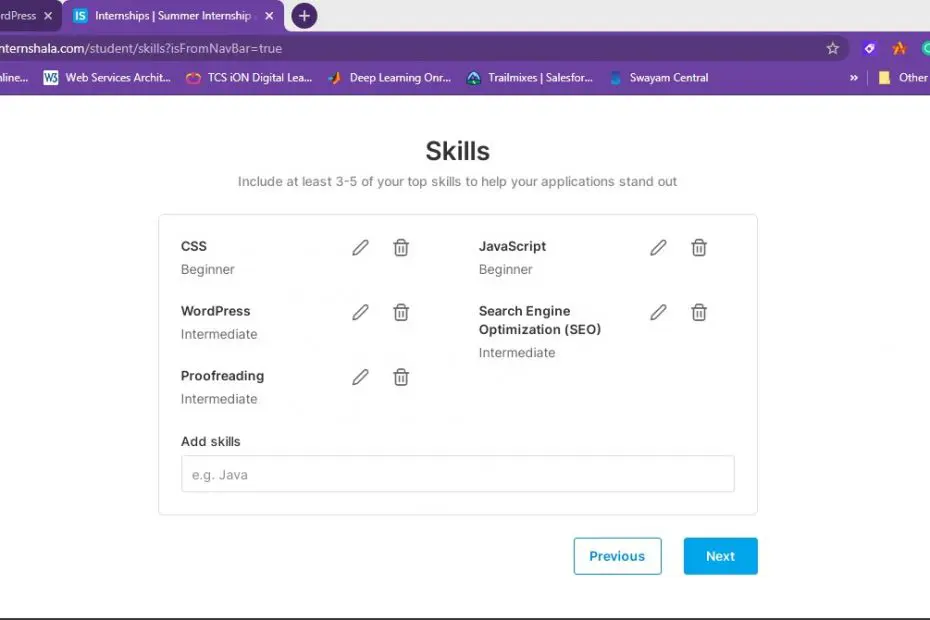 rdPress
IS Internships | Summer Internship
nternshala.com/student/skills?isFromNavBar=true
nline...
W3 Web Services Archit...
TCS iON Digital Lea...
Deep Learning Onr...
Trailmixes | Salesfor...
Swayam Central
»
Other
Skills
Include at least 3-5 of your top skills to help your applications stand out
CSS
Beginner
JavaScript
Beginner
WordPress
Intermediate
Search Engine
Optimization (SEO)
Intermediate
Proofreading
Intermediate
Add skills
e.g. Java
Previous
Next